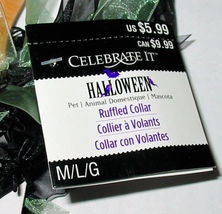 US $5.99
CAN $9.99
CELEBRATE IT
HALLOWEEN
Pet | Animal Domestique | Mascota
Ruffled Collar
Collier à Volants
Collar con Volantes
M/L/G